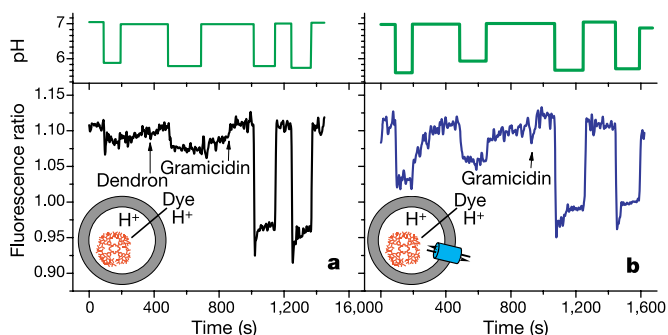 pH
7
6
Fluorescence ratio
1.15
1.10
1.05
1.00
0.95
0.90
Dendron
Gramicidin
Dye
H+
H+
a
0
400
800
1,200
16,000
Time (s)
Gramicidin
Dye
H+
H+
b
400
800
1,200
1,600
Time (s)